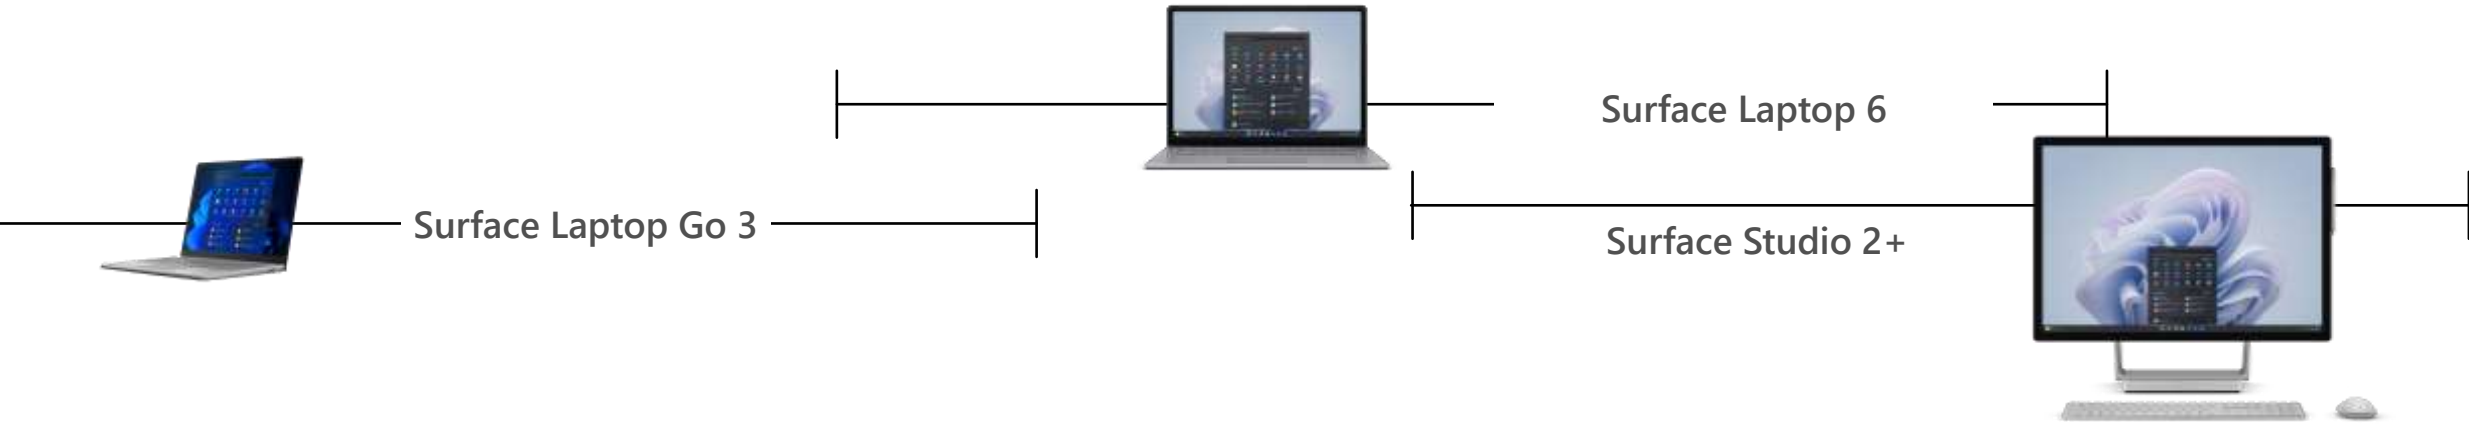 Surface Laptop 6
Surface Laptop Go 3
Surface Studio 2+